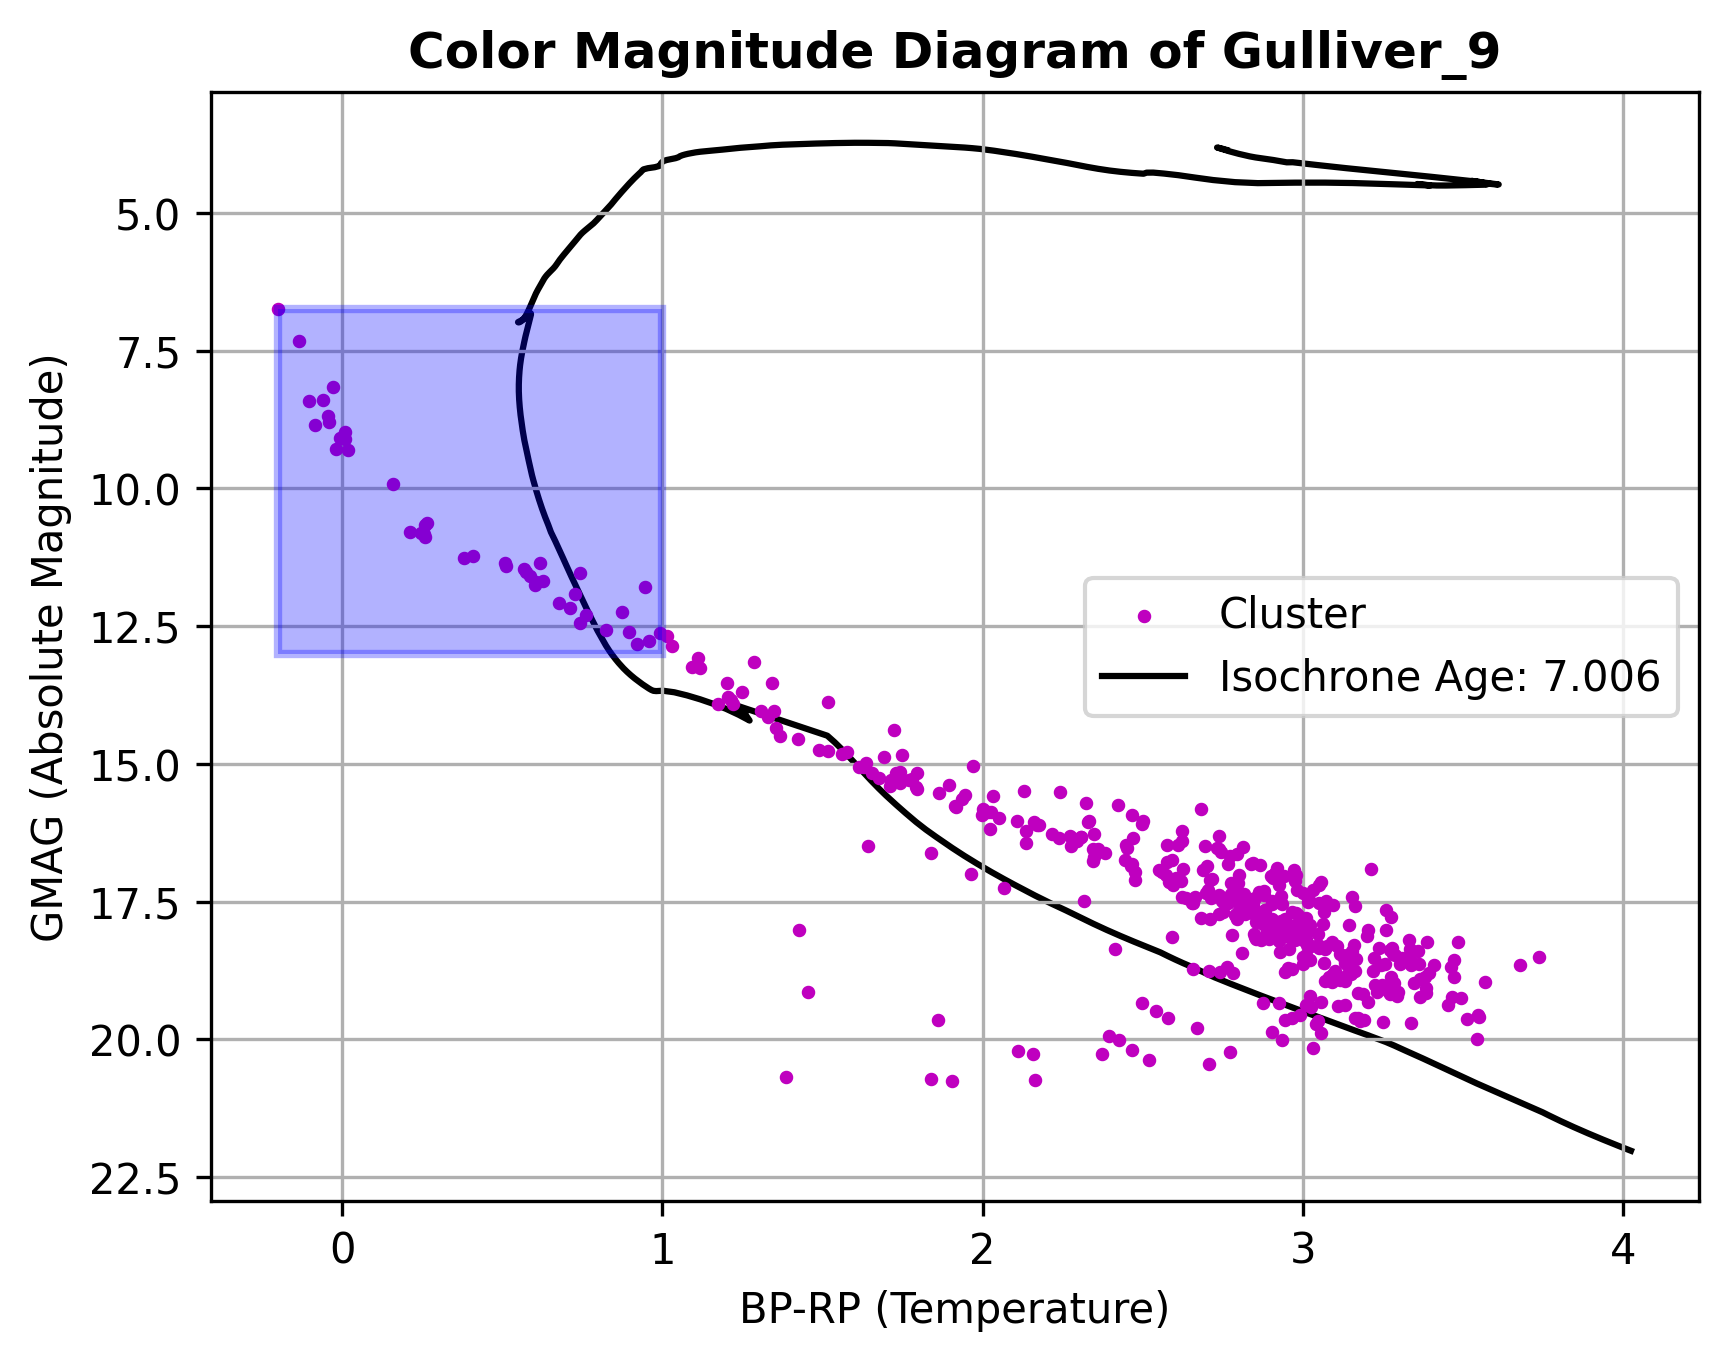 Color Magnitude Diagram of Gulliver_9
GMAG (Absolute Magnitude)
5.0
7.5
10.0
12.5
15.0
17.5
20.0
22.5
Cluster
Isochrone Age: 7.006
0 1 2 3 4
BP-RP (Temperature)